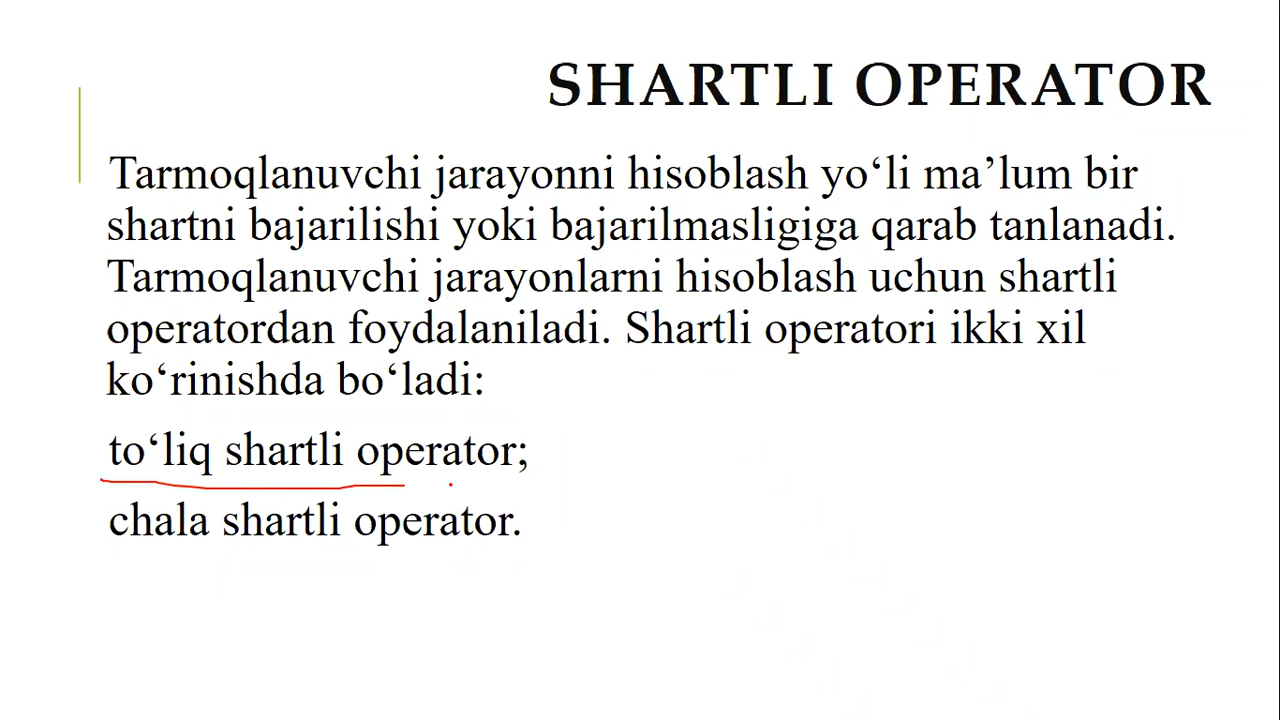 SHARTLI OPERATOR
Tarmoqlanuvchi jarayonni hisoblash yo‘li ma’lum bir
shartni bajarilishi yoki bajarilmasligiga qarab tanlanadi.
Tarmoqlanuvchi jarayonlarni hisoblash uchun shartli
operatordan foydalaniladi. Shartli operatori ikki xil
ko‘rinishda bo‘ladi:
to‘liq shartli operator;
chala shartli operator.